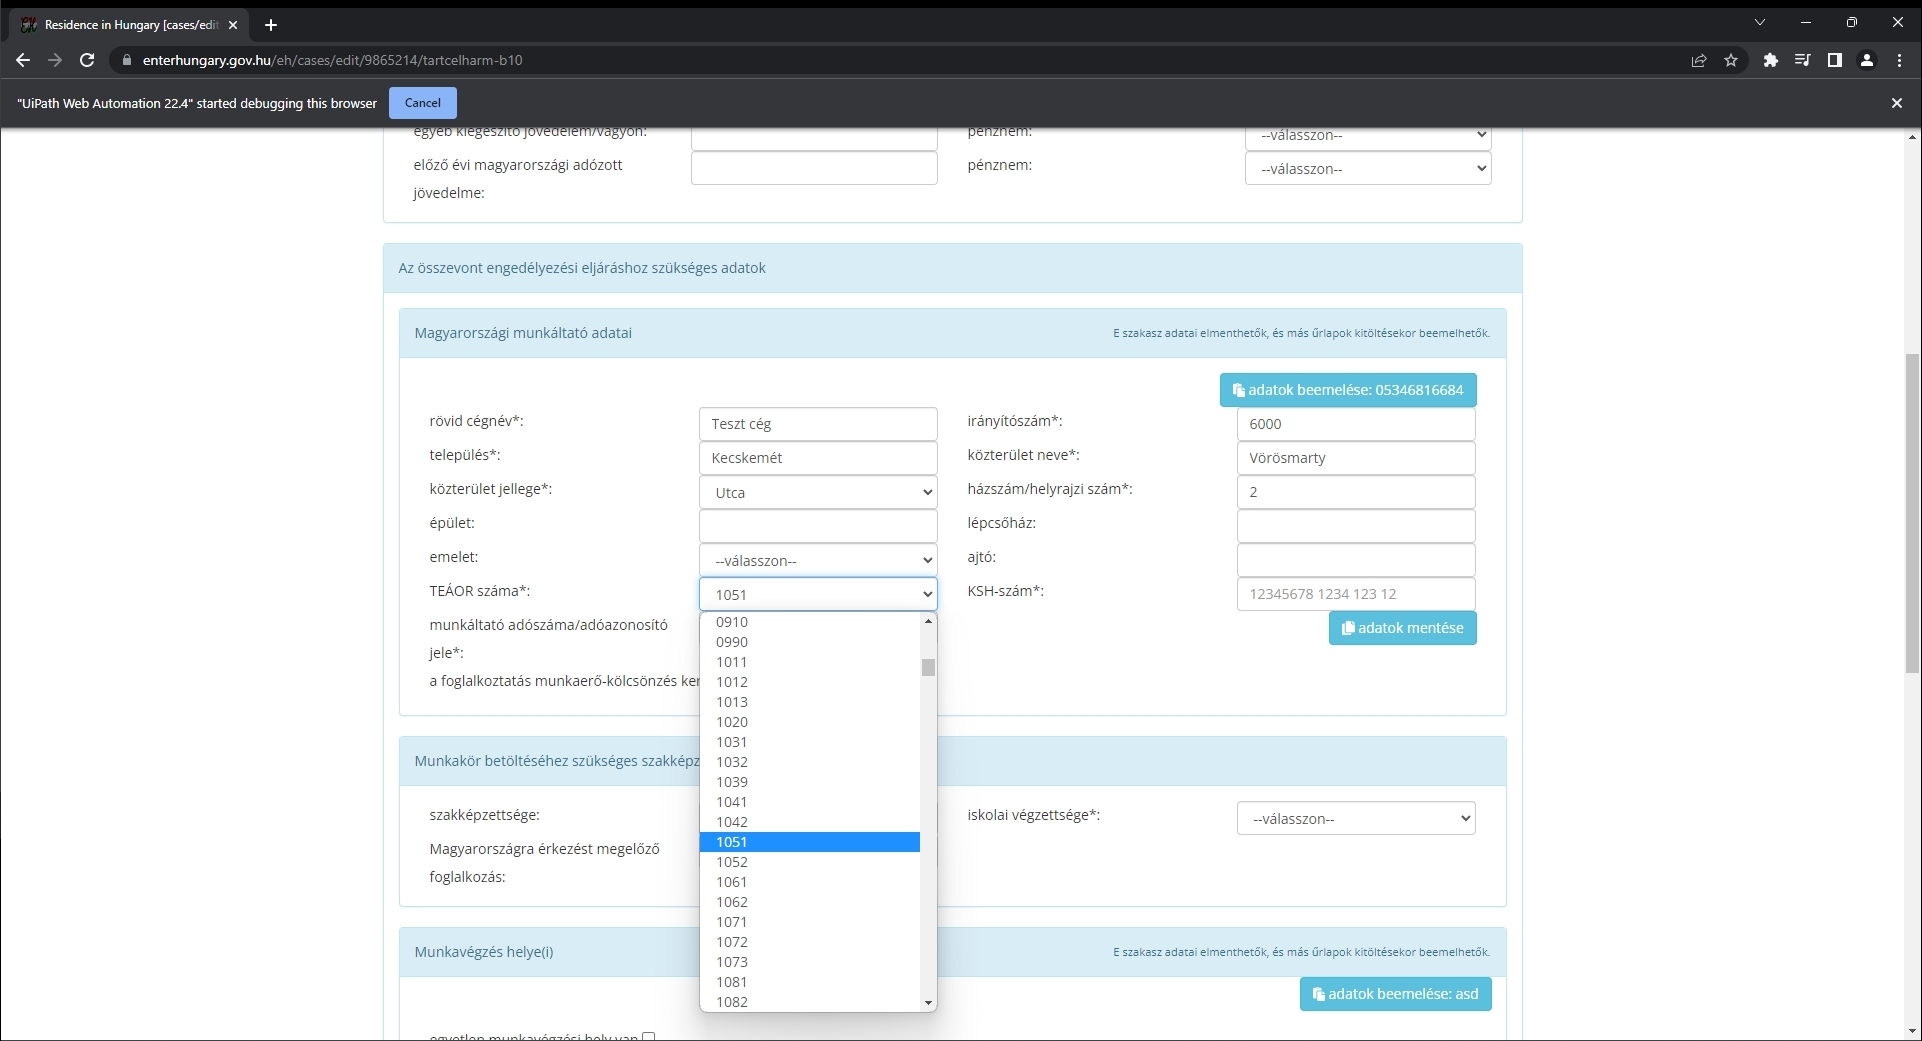 Residence in Hungary [cases/edit
enterhungary.gov.hu/eh/cases/edit/9865214/tartcelharm-b10
"UiPath Web Automation 22.4" started debugging this browser
Cancel
egyéb kiegészítő jövedelem/vagyon:
pénznem:
--válasszon--
előző évi magyarországi adózott
jövedelme:
pénznem:
--válasszon--
Az összevont engedélyezési eljáráshoz szükséges adatok
Magyarországi munkáltató adatai
E szakasz adatai elmenthetők, és más űrlapok kitöltésekor beemelhetők.
adatok beemelése: 05346816684
rövid cégnév*:
Teszt cég
irányítószám*:
6000
település*:
Kecskemét
közterület neve*:
Vörösmarty
közterület jellege*:
Utca
házszám/helyrajzi szám*:
2
épület:
lépcsőház:
emelet:
--válasszon--
ajtó:
TEÁOR száma*:
1051
KSH-szám*:
12345678 1234 123 12
munkáltató adószáma/adóazonosító
jele*:
adatok mentése
a foglalkoztatás munkaerő-kölcsönzés ker
0910
0990
1011
1012
1013
1020
1031
1032
1039
1041
1042
1051
1052
1061
1062
1071
1072
1073
1081
1082
Munkakör betöltéséhez szükséges szakképz
szakképzettsége:
iskolai végzettsége*:
--válasszon--
Magyarországra érkezést megelőző
foglalkozás:
Munkavégzés helye(i)
E szakasz adatai elmenthetők, és más űrlapok kitöltésekor beemelhetők.
adatok beemelése: asd
egyetlen munkavégzési hely van